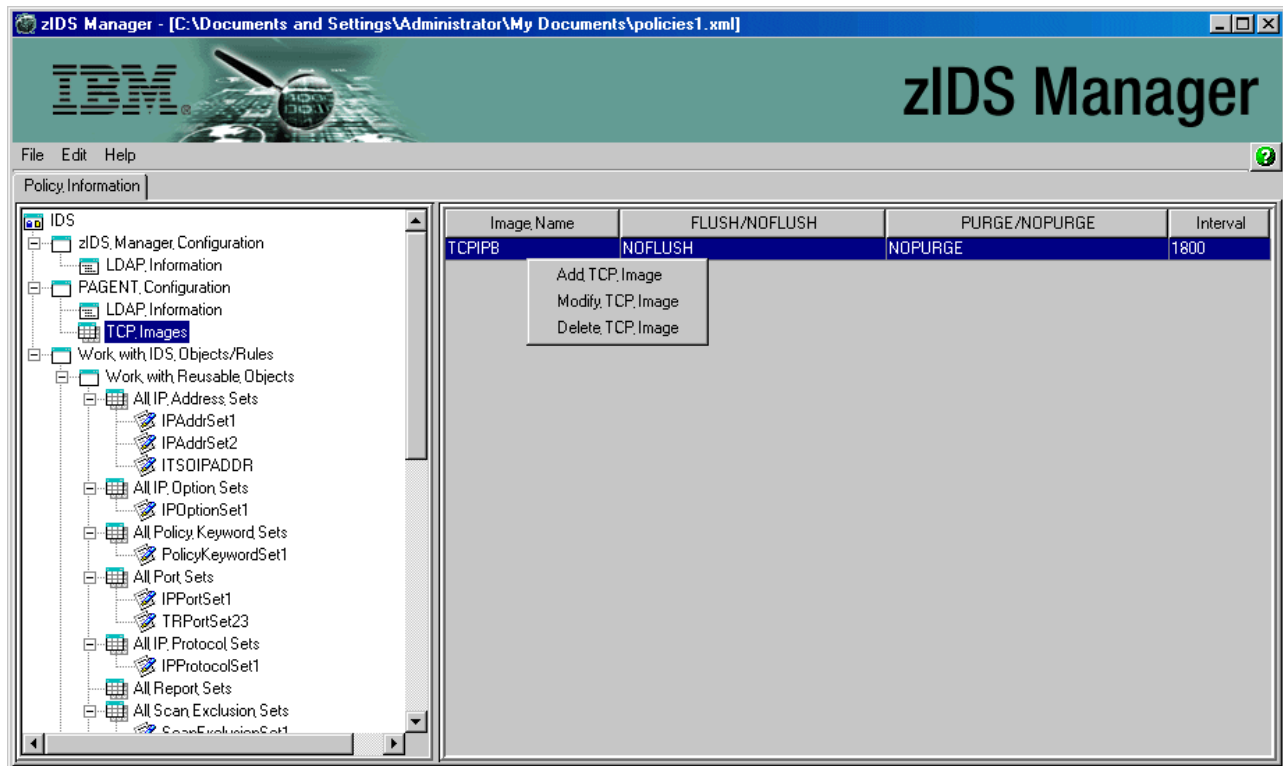 zIDS Manager - [C:\Documents and Settings\Administrator\My Documents\policies1.xml]
IBM®
zIDS Manager
File Edit Help
Policy Information
IDS
zIDS Manager Configuration
LDAP Information
PAGENT Configuration
LDAP Information
TCP Images
Work with IDS Objects/Rules
Work with Reusable Objects
All IP Address Sets
IPAddrSet1
IPAddrSet2
ITSOIPADDR
All IP Option Sets
IPOptionSet1
All Policy Keyword Sets
PolicyKeywordSet1
All Port Sets
IPPortSet1
TRPortSet23
All IP Protocol Sets
IPProtocolSet1
All Report Sets
All Scan Exclusion Sets
ScanExclusionSet1
Image Name FLUSH/NOFLUSH PURGE/NOPURGE Interval
TCPIPB NOFLUSH NOPURGE 1800
Add TCP Image
Modify TCP Image
Delete TCP Image